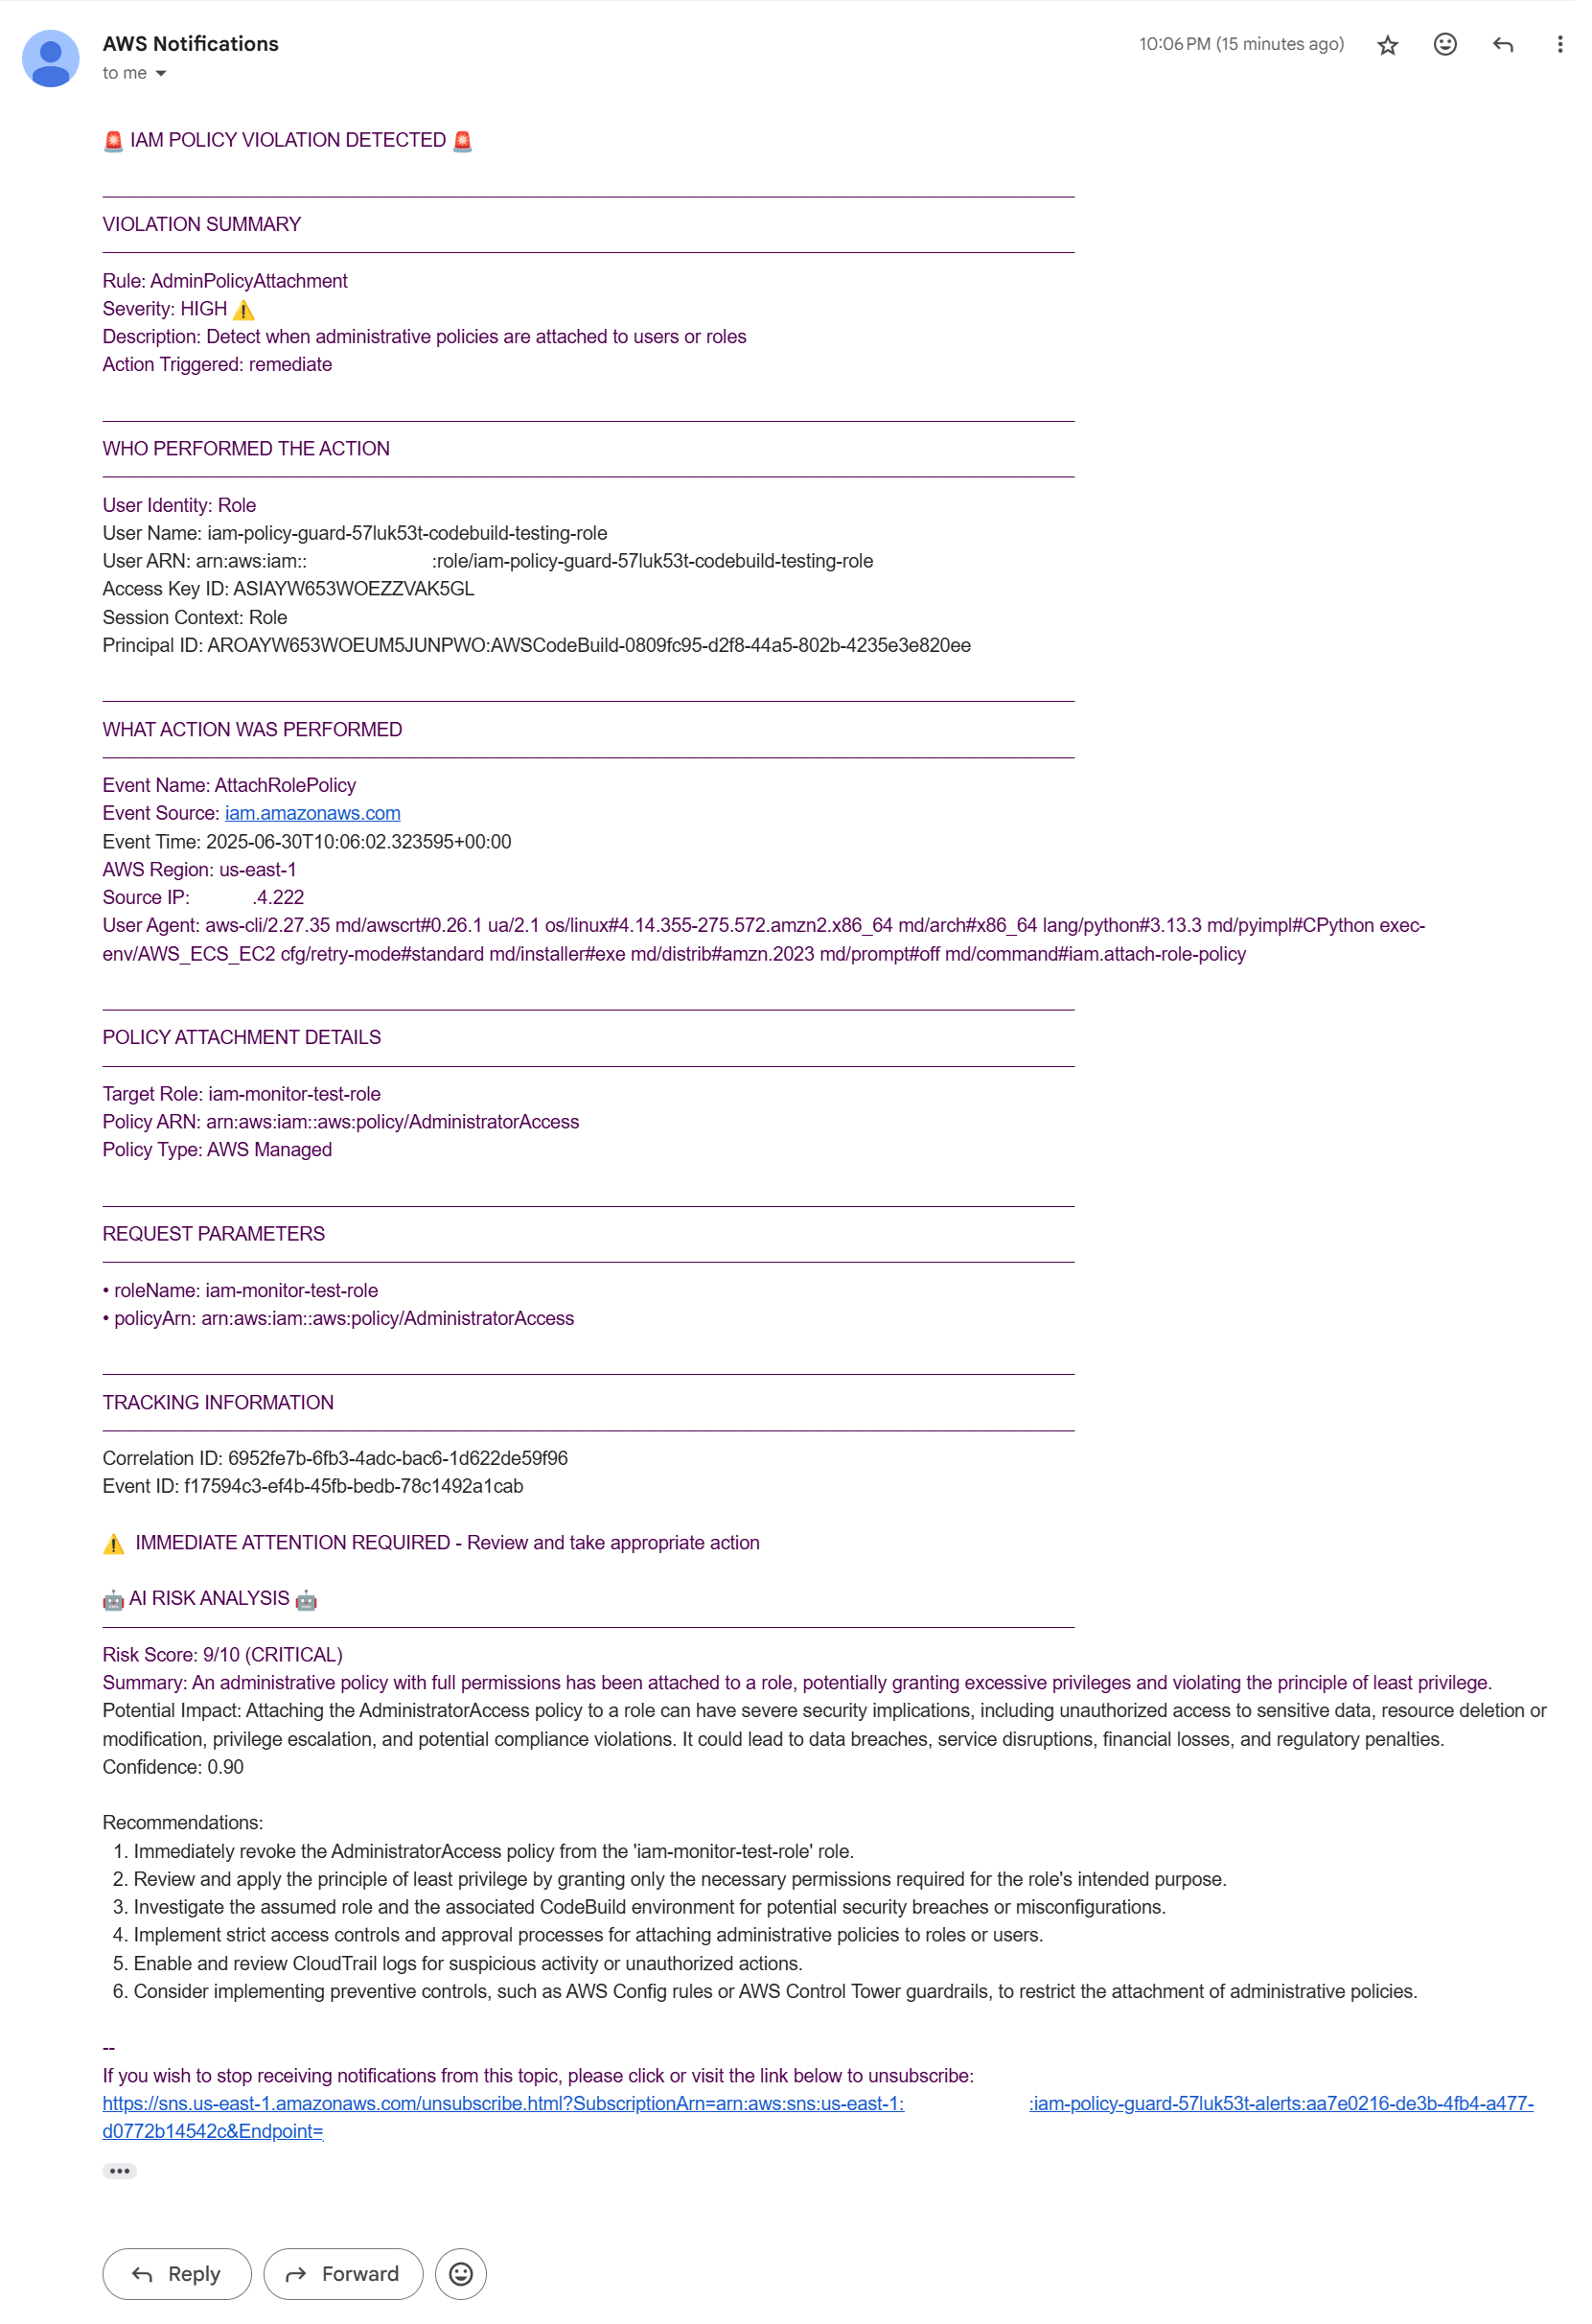 AWS Notifications
10:06 PM (15 minutes ago)
to me
🚨 IAM POLICY VIOLATION DETECTED 🚨
VIOLATION SUMMARY
Rule: AdminPolicyAttachment
Severity: HIGH ⚠️
Description: Detect when administrative policies are attached to users or roles
Action Triggered: remediate
WHO PERFORMED THE ACTION
User Identity: Role
User Name: iam-policy-guard-57luk53t-codebuild-testing-role
User ARN: arn:aws:iam:: :role/iam-policy-guard-57luk53t-codebuild-testing-role
Access Key ID: ASIAYW653WOEZZVAK5GL
Session Context: Role
Principal ID: AROAYW653WOEUM5JUNPWO:AWSCodeBuild-0809fc95-d2f8-44a5-802b-4235e3e820ee
WHAT ACTION WAS PERFORMED
Event Name: AttachRolePolicy
Event Source: iam.amazonaws.com
Event Time: 2025-06-30T10:06:02.323595+00:00
AWS Region: us-east-1
Source IP: .4.222
User Agent: aws-cli/2.27.35 md/awscrt#0.26.1 ua/2.1 os/linux#4.14.355-275.572.amzn2.x86_64 md/arch#x86_64 lang/python#3.13.3 md/pyimpl#CPython exec-
env/AWS_ECS_EC2 cfg/retry-mode#standard md/installer#exe md/distrib#amzn.2023 md/prompt#off md/command#iam.attach-role-policy
POLICY ATTACHMENT DETAILS
Target Role: iam-monitor-test-role
Policy ARN: arn:aws:iam::aws:policy/AdministratorAccess
Policy Type: AWS Managed
REQUEST PARAMETERS
• roleName: iam-monitor-test-role
• policyArn: arn:aws:iam::aws:policy/AdministratorAccess
TRACKING INFORMATION
Correlation ID: 6952fe7b-6fb3-4adc-bac6-1d622de59f96
Event ID: f17594c3-ef4b-45fb-bedb-78c1492a1cab
⚠️ IMMEDIATE ATTENTION REQUIRED - Review and take appropriate action
🤖 AI RISK ANALYSIS 🤖
Risk Score: 9/10 (CRITICAL)
Summary: An administrative policy with full permissions has been attached to a role, potentially granting excessive privileges and violating the principle of least privilege.
Potential Impact: Attaching the AdministratorAccess policy to a role can have severe security implications, including unauthorized access to sensitive data, resource deletion or
modification, privilege escalation, and potential compliance violations. It could lead to data breaches, service disruptions, financial losses, and regulatory penalties.
Confidence: 0.90
Recommendations:
1. Immediately revoke the AdministratorAccess policy from the 'iam-monitor-test-role' role.
2. Review and apply the principle of least privilege by granting only the necessary permissions required for the role's intended purpose.
3. Investigate the assumed role and the associated CodeBuild environment for potential security breaches or misconfigurations.
4. Implement strict access controls and approval processes for attaching administrative policies to roles or users.
5. Enable and review CloudTrail logs for suspicious activity or unauthorized actions.
6. Consider implementing preventive controls, such as AWS Config rules or AWS Control Tower guardrails, to restrict the attachment of administrative policies.
--
If you wish to stop receiving notifications from this topic, please click or visit the link below to unsubscribe:
https://sns.us-east-1.amazonaws.com/unsubscribe.html?SubscriptionArn=arn:aws:sns:us-east-1: :iam-policy-guard-57luk53t-alerts:aa7e0216-de3b-4fb4-a477-
d0772b14542c&Endpoint=
Reply
Forward